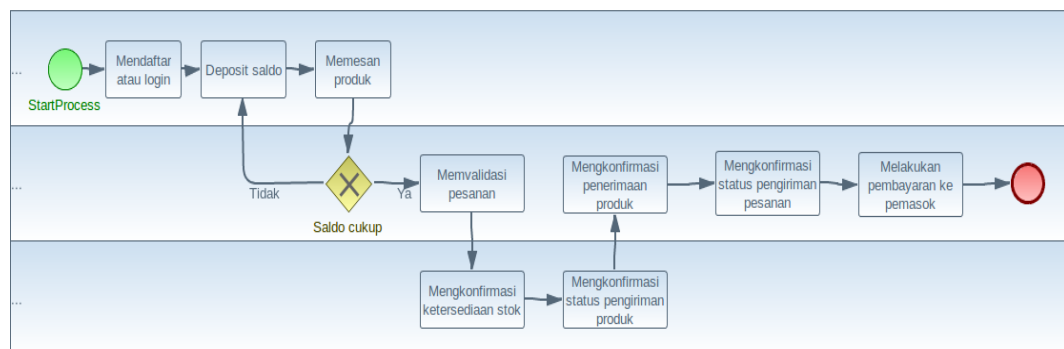 ...
StartProcess
Mendaftar
atau login
Deposit saldo
Memesan
produk
...
Tidak
Saldo cukup
Ya
Memvalidasi
pesanan
Mengkonfirmasi
penerimaan
produk
Mengkonfirmasi
status pengiriman
pesanan
Melakukan
pembayaran ke
pemasok
...
Mengkonfirmasi
ketersediaan stok
Mengkonfirmasi
status pengiriman
produk